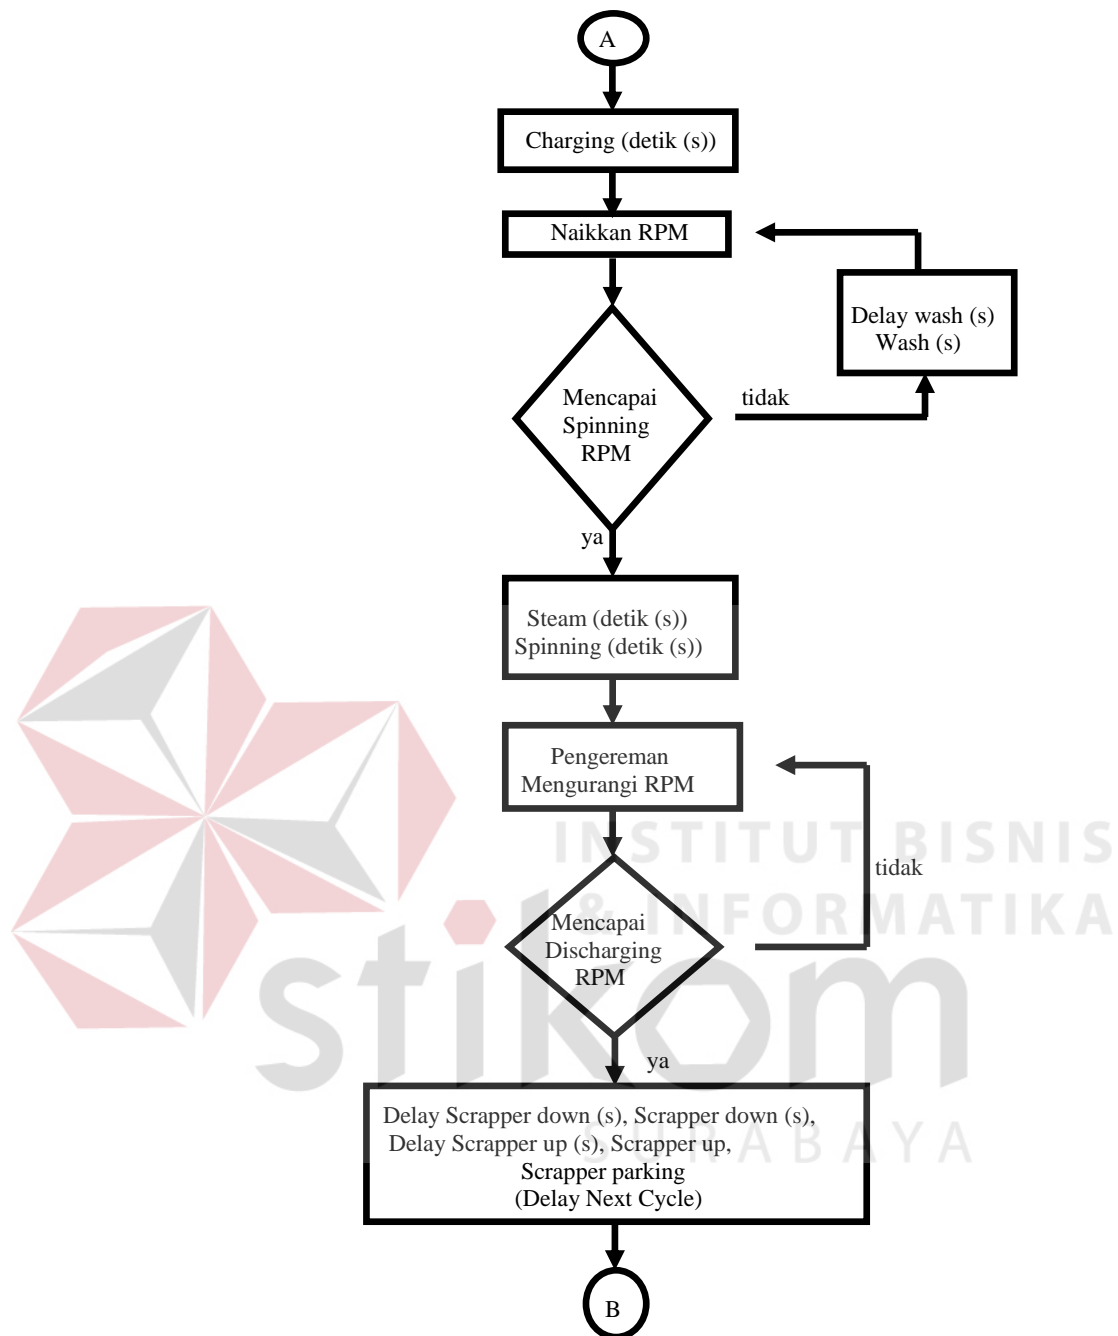 A
Charging (detik (s))
Naikkan RPM
Delay wash (s)
Wash (s)
Mencapai
Spinning
RPM
tidak
ya
Steam (detik (s))
Spinning (detik (s))
Pengereman
Mengurangi RPM
INSTITUT BISNIS
& INFORMATIKA
tidak
Mencapai
Discharging
RPM
stikom
ya
Delay Scrapper down (s), Scrapper down (s),
Delay Scrapper up (s), Scrapper up,
SURABAYA
Scrapper parking
(Delay Next Cycle)
B